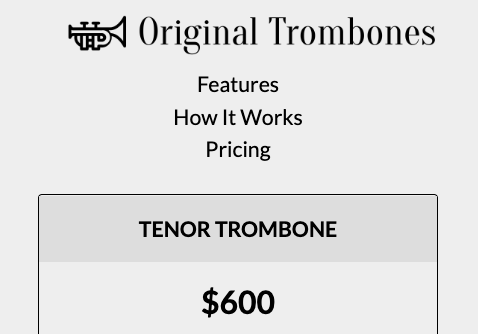 Original Trombones
Features
How It Works
Pricing
TENOR TROMBONE
$600